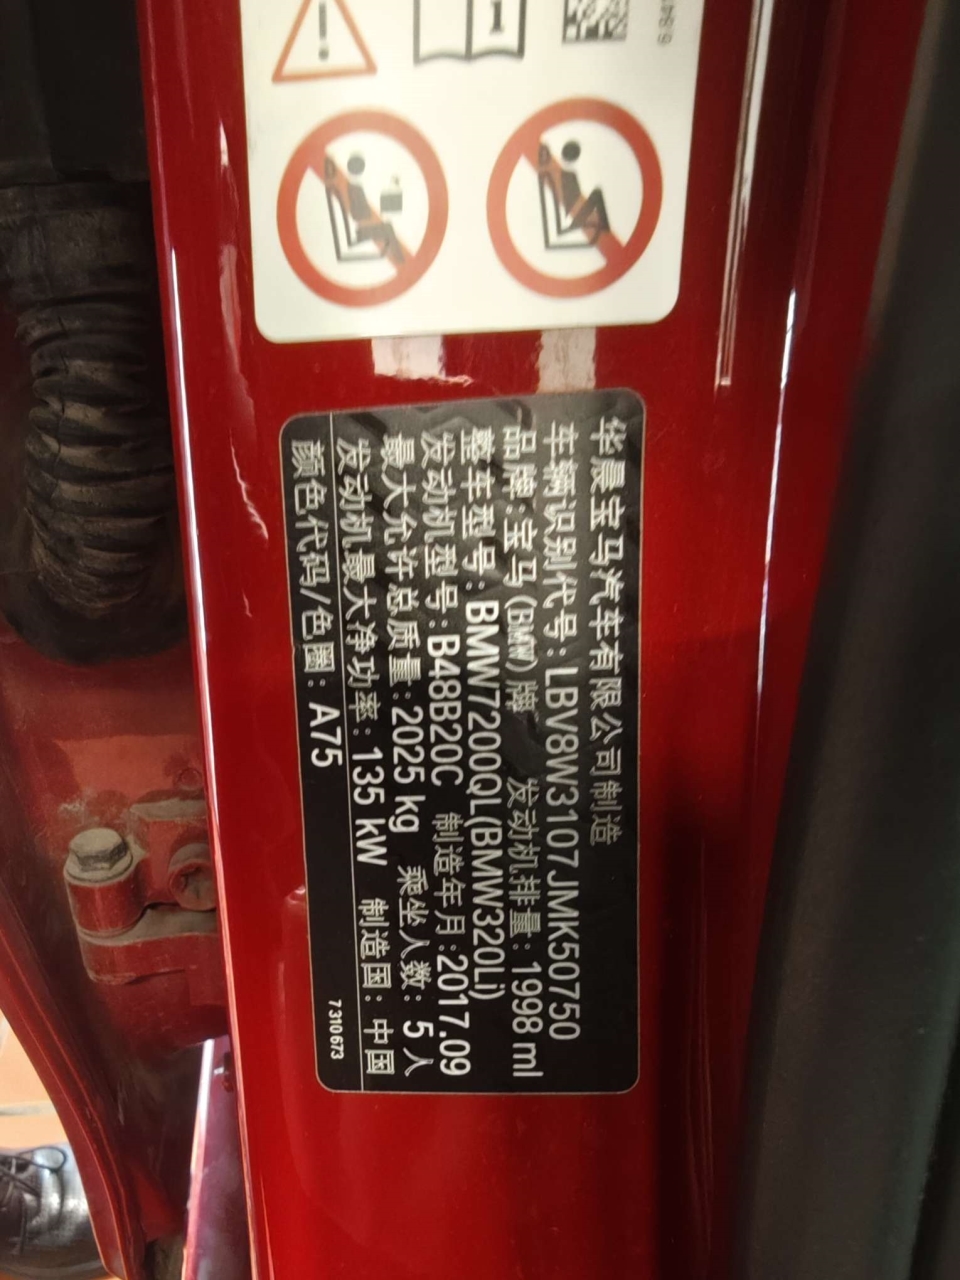 华晨宝马汽车有限公司制造
车辆识别代号:LBV8W3107JMK50750
品牌:宝马(BMW)牌 发动机排量:1998 ml
整车型号:BMW7200QL(BMW320Li)
发动机型号:B48B20C 制造年月:2017.09
最大允许总质量:2025 kg 乘坐人数:5人
发动机最大净功率:135 kW 制造国:中国
颜色代码/色圈:A75
7310673